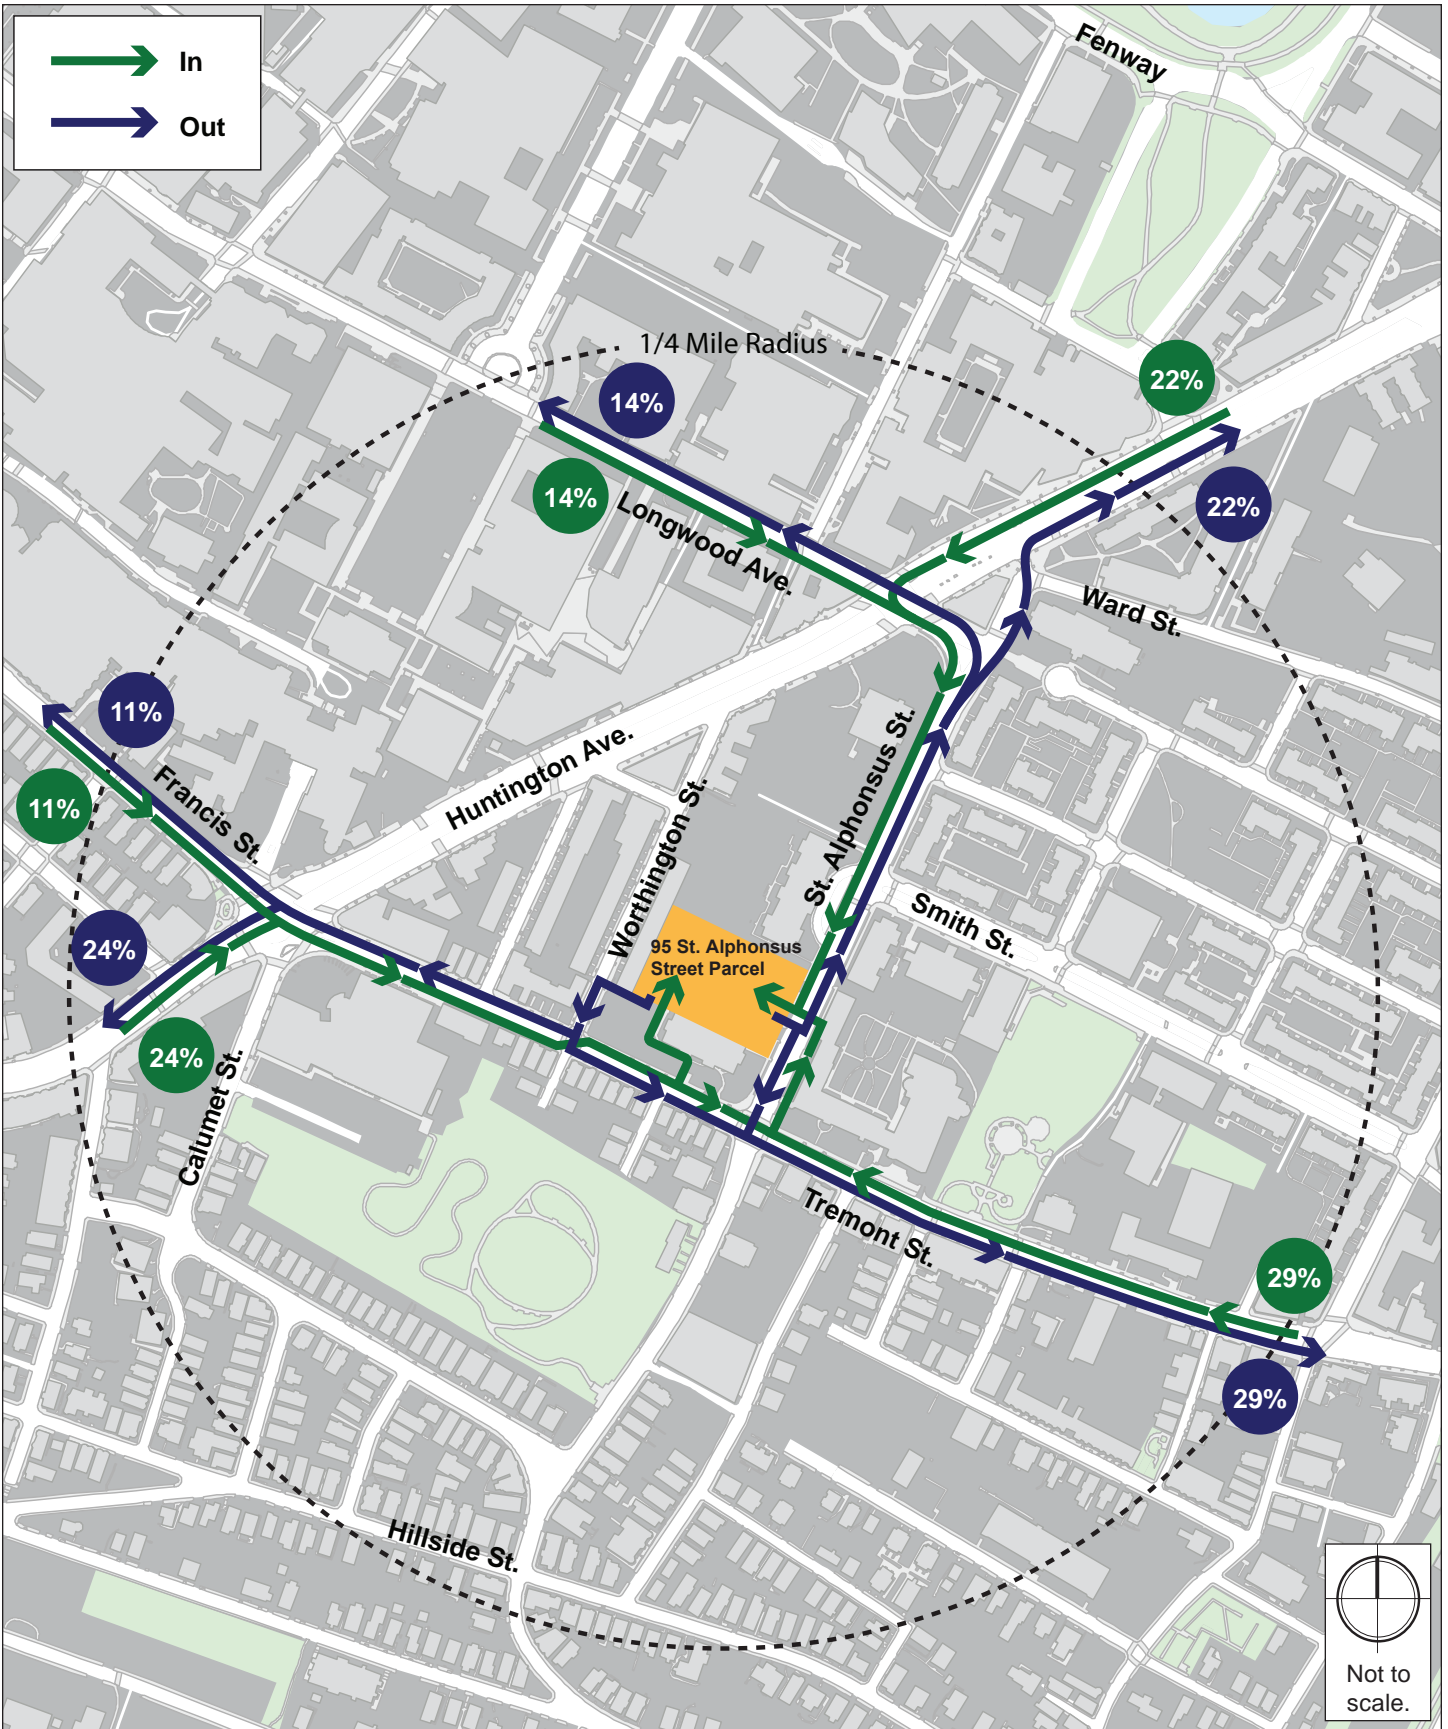 In
Out
Fenway
1/4 Mile Radius
22%
14%
14%
22%
Longwood Ave.
Ward St.
11%
11%
Francis St.
Huntington Ave.
Worthington St.
St. Alphonsus St.
Smith St.
24%
95 St. Alphonsus
Street Parcel
24%
Calumet St.
Tremont St.
29%
29%
Hillside St.
Not to
scale.